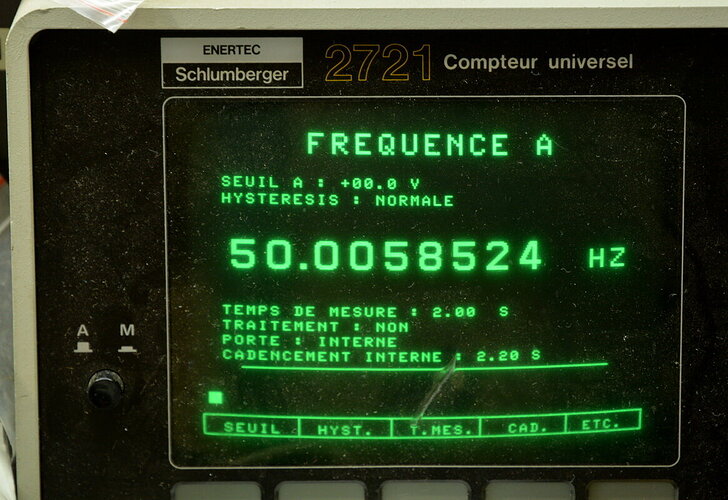 ENERTEC
Schlumberger
2721 Compteur universel
FREQUENCE A
SEUIL A : +00.0 V
HYSTERESIS : NORMALE
50.0058524 HZ
TEMPS DE MESURE : 2.00 S
TRAITEMENT : NON
PORTE : INTERNE
CADENCEMENT INTERNE : 2.20 S
A M
SEUIL HYST. T.MES. CAD. ETC.